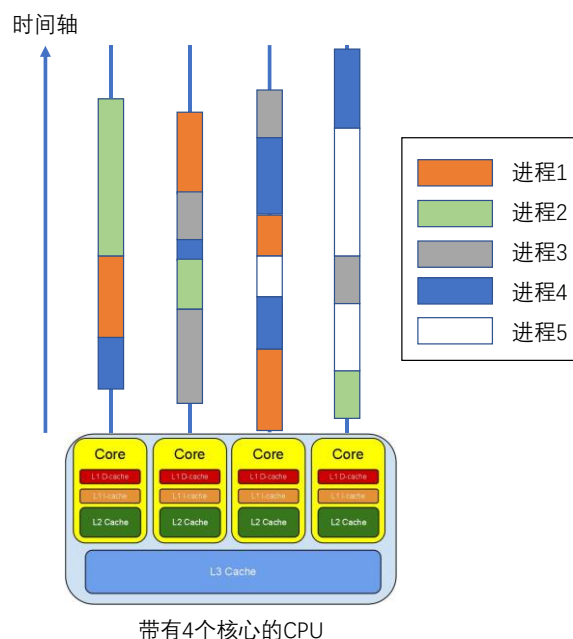 时间轴
进程1
进程2
进程3
进程4
进程5
Core Core Core Core
L1 D-cache L1 D-cache L1 D-cache L1 D-cache
L1 I-cache L1 I-cache L1 I-cache L1 I-cache
L2 Cache L2 Cache L2 Cache L2 Cache
L3 Cache
带有4个核心的CPU